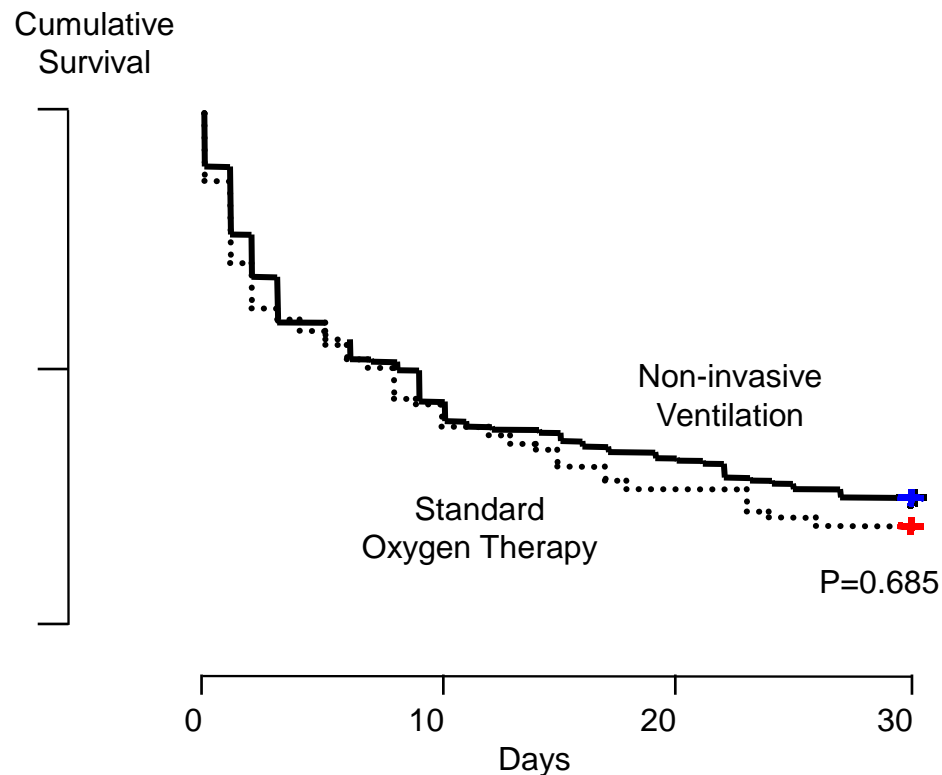 Cumulative
Survival
Non-invasive
Ventilation
Standard
Oxygen Therapy
P=0.685
0 10 20 30
Days